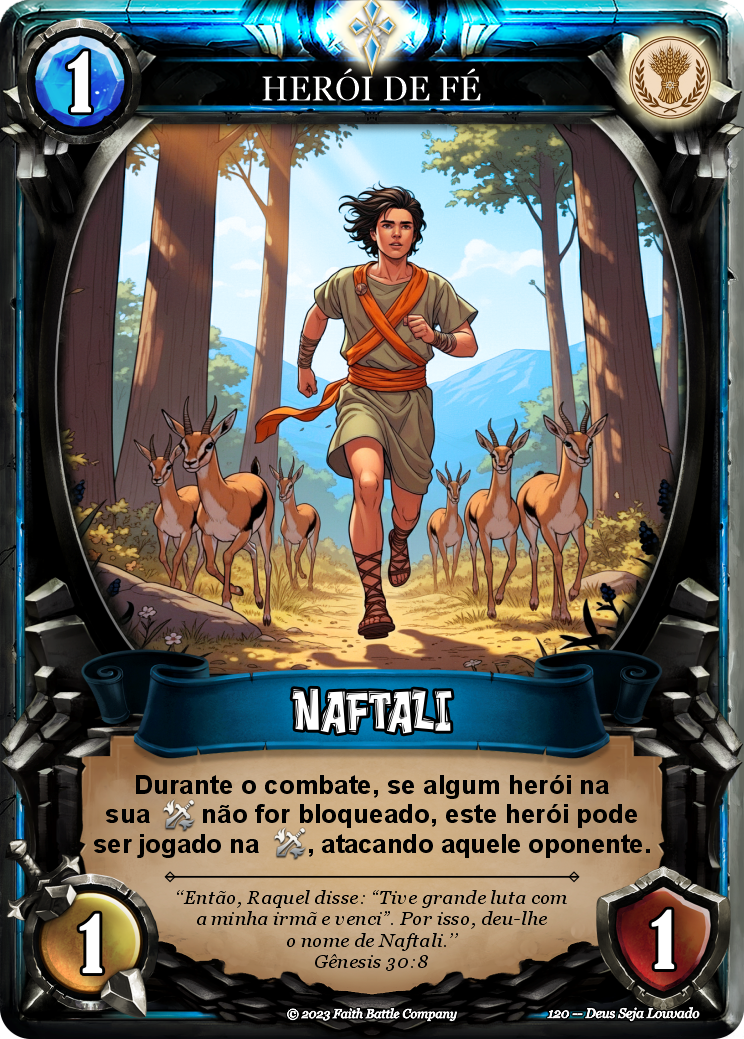 1
HERÓI DE FÉ
NAFTALI
Durante o combate, se algum herói na
sua não for bloqueado, este herói pode
ser jogado na , atacando aquele oponente.
“Então, Raquel disse: “Tive grande luta com
a minha irmã e venci”. Por isso, deu-lhe
o nome de Naftali.’’
Gênesis 30:8
1
1
© 2023 Faith Battle Company
120 -- Deus Seja Louvado